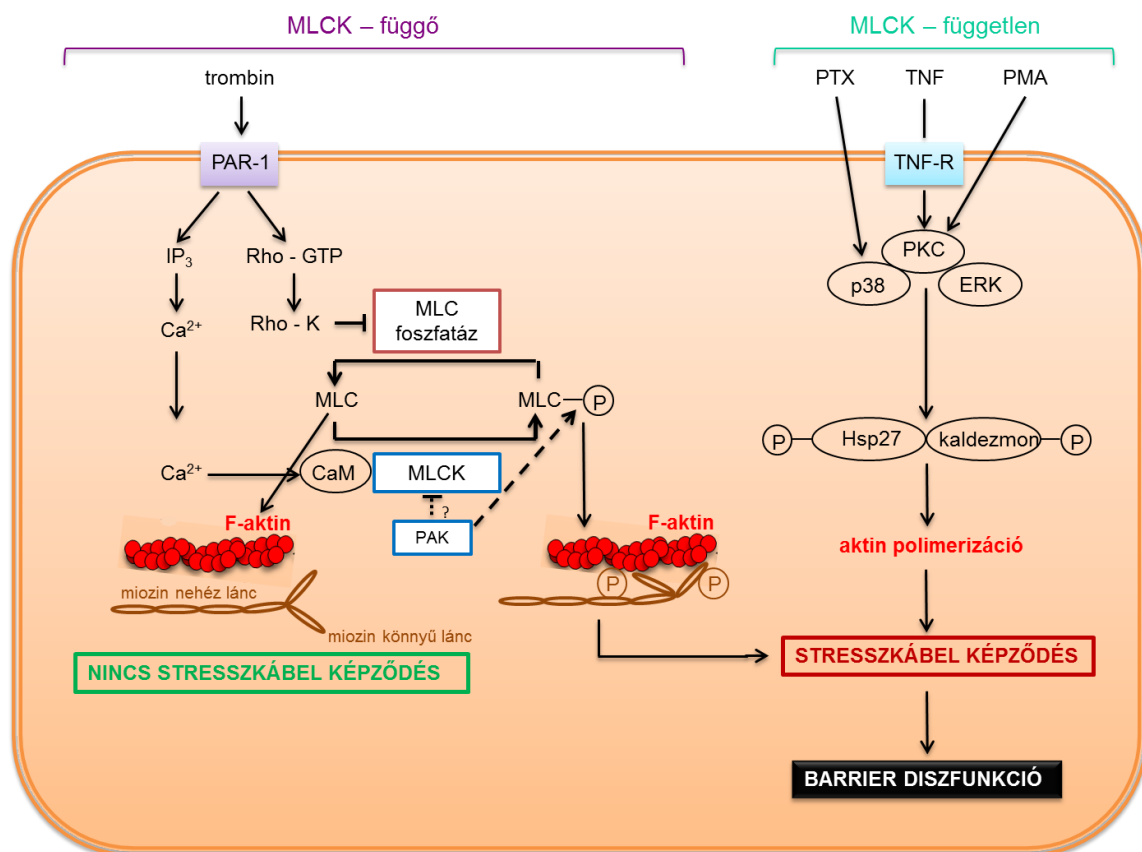 MLCK – függő
trombin
PAR-1
IP₃
Rho - GTP
Ca²⁺
Rho - K
MLC
foszfatáz
MLC
MLC
P
Ca²⁺
CaM
MLCK
?
PAK
F-aktin
miozin nehéz lánc
miozin könnyű lánc
NINCS STRESSZKÁBEL KÉPZŐDÉS
F-aktin
P
P
MLCK – független
PTX
TNF
PMA
TNF-R
PKC
p38
ERK
P
Hsp27
kaldezmon
P
aktin polimerizáció
STRESSZKÁBEL KÉPZŐDÉS
BARRIER DISZFUNKCIÓ